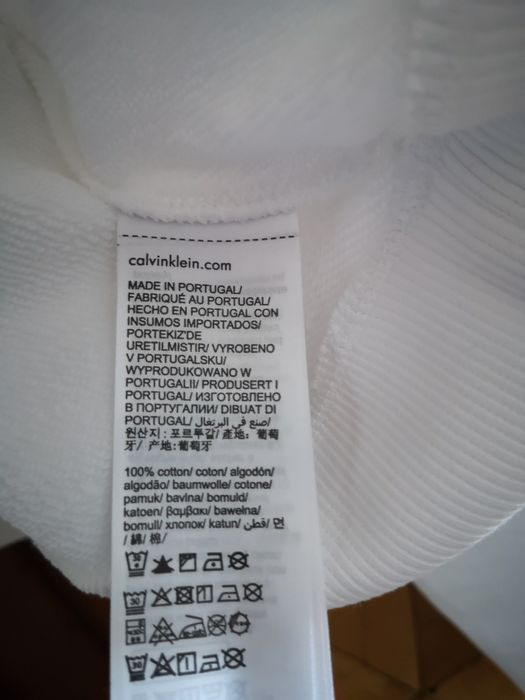 calvinklein.com
MADE IN PORTUGAL/
FABRIQUÉ AU PORTUGAL/
HECHO EN PORTUGAL CON
INSUMOS IMPORTADOS/
PORTEKIZ'DE
URETILMISTIR/ VYROBENO
V PORTUGALSKU/
WYPRODUKOWANO W
PORTUGALII/ PRODUSERT I
PORTUGAL/ ИЗГОТОВЛЕНО
В ПОРТУГАЛИИ/ DIBUAT DI
PORTUGAL/ صنع في البرتغال/
원산지 : 포르투갈/ 產地：葡萄
牙/ 产地:葡萄牙
100% cotton/ coton/ algodón/
algodão/ baumwolle/ cotone/
pamuk/ bavlna/ bomuld/
katoen/ βαμβακι/ bawełna/
bomull/ хлопок/ katun/ قطن/ 면
/ 綿/ 棉/